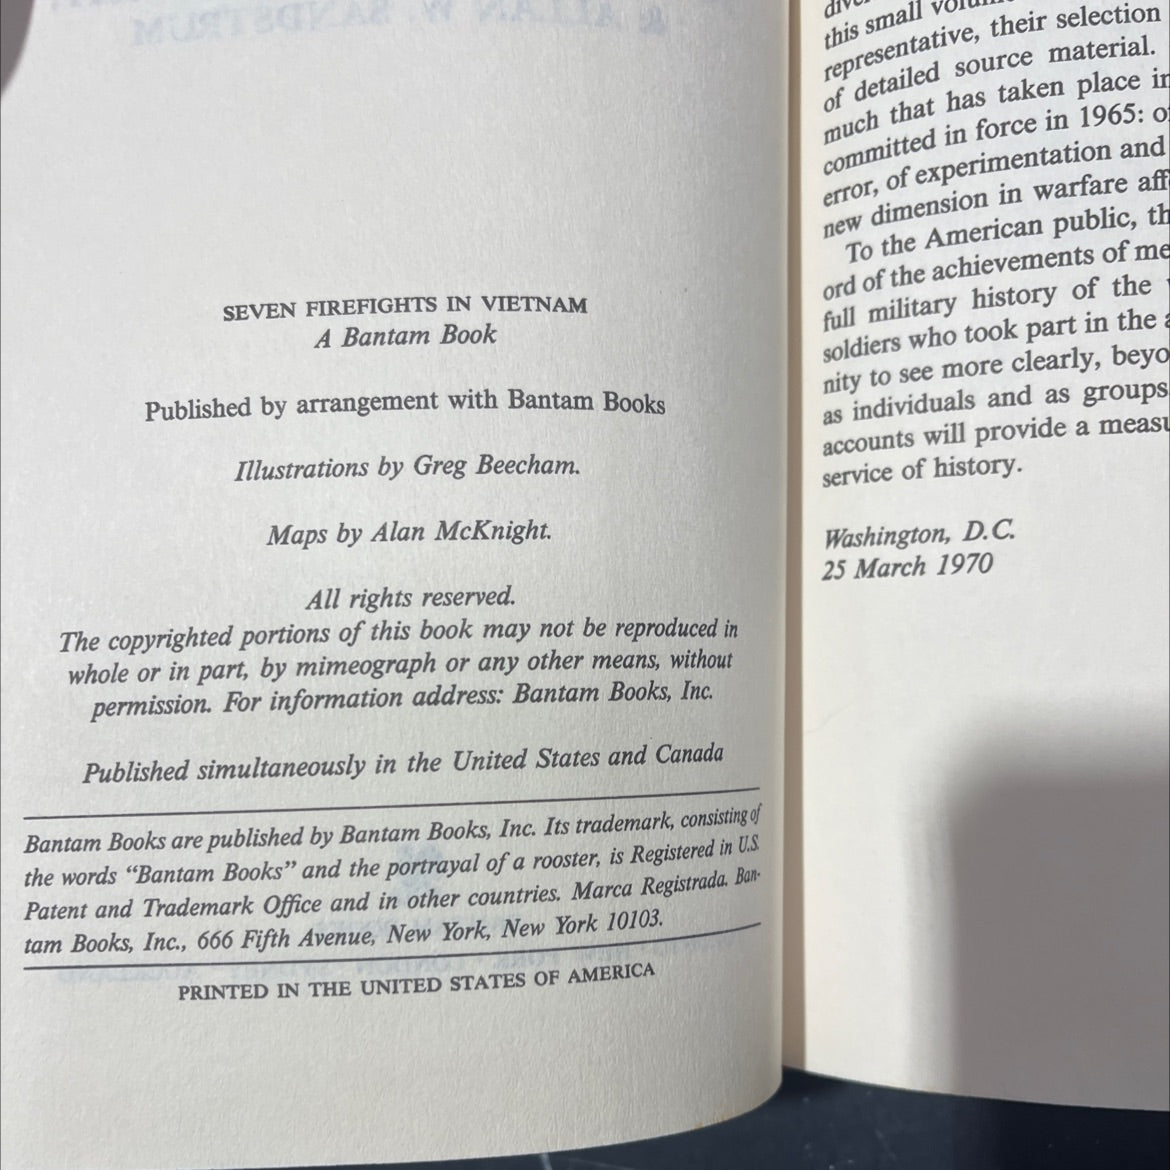 & ALLAN W. SANDSTRUM
SEVEN FIREFIGHTS IN VIETNAM
A Bantam Book
Published by arrangement with Bantam Books
Illustrations by Greg Beecham.
Maps by Alan McKnight.
All rights reserved.
The copyrighted portions of this book may not be reproduced in
whole or in part, by mimeograph or any other means, without
permission. For information address: Bantam Books, Inc.
Published simultaneously in the United States and Canada
Bantam Books are published by Bantam Books, Inc. Its trademark, consisting of
the words “Bantam Books” and the portrayal of a rooster, is Registered in U.S.
Patent and Trademark Office and in other countries. Marca Registrada. Ban-
tam Books, Inc., 666 Fifth Avenue, New York, New York 10103.
PRINTED IN THE UNITED STATES OF AMERICA
this small
representative, their selection
of detailed source material.
much that has taken place in
committed in force in 1965:
error, of experimentation and
new dimension in warfare
To the American public,
ord of the achievements of
full military history of the
soldiers who took part in the
nity to see more clearly,
as individuals and as groups
accounts will provide a
service of history.
Washington, D.C.
25 March 1970